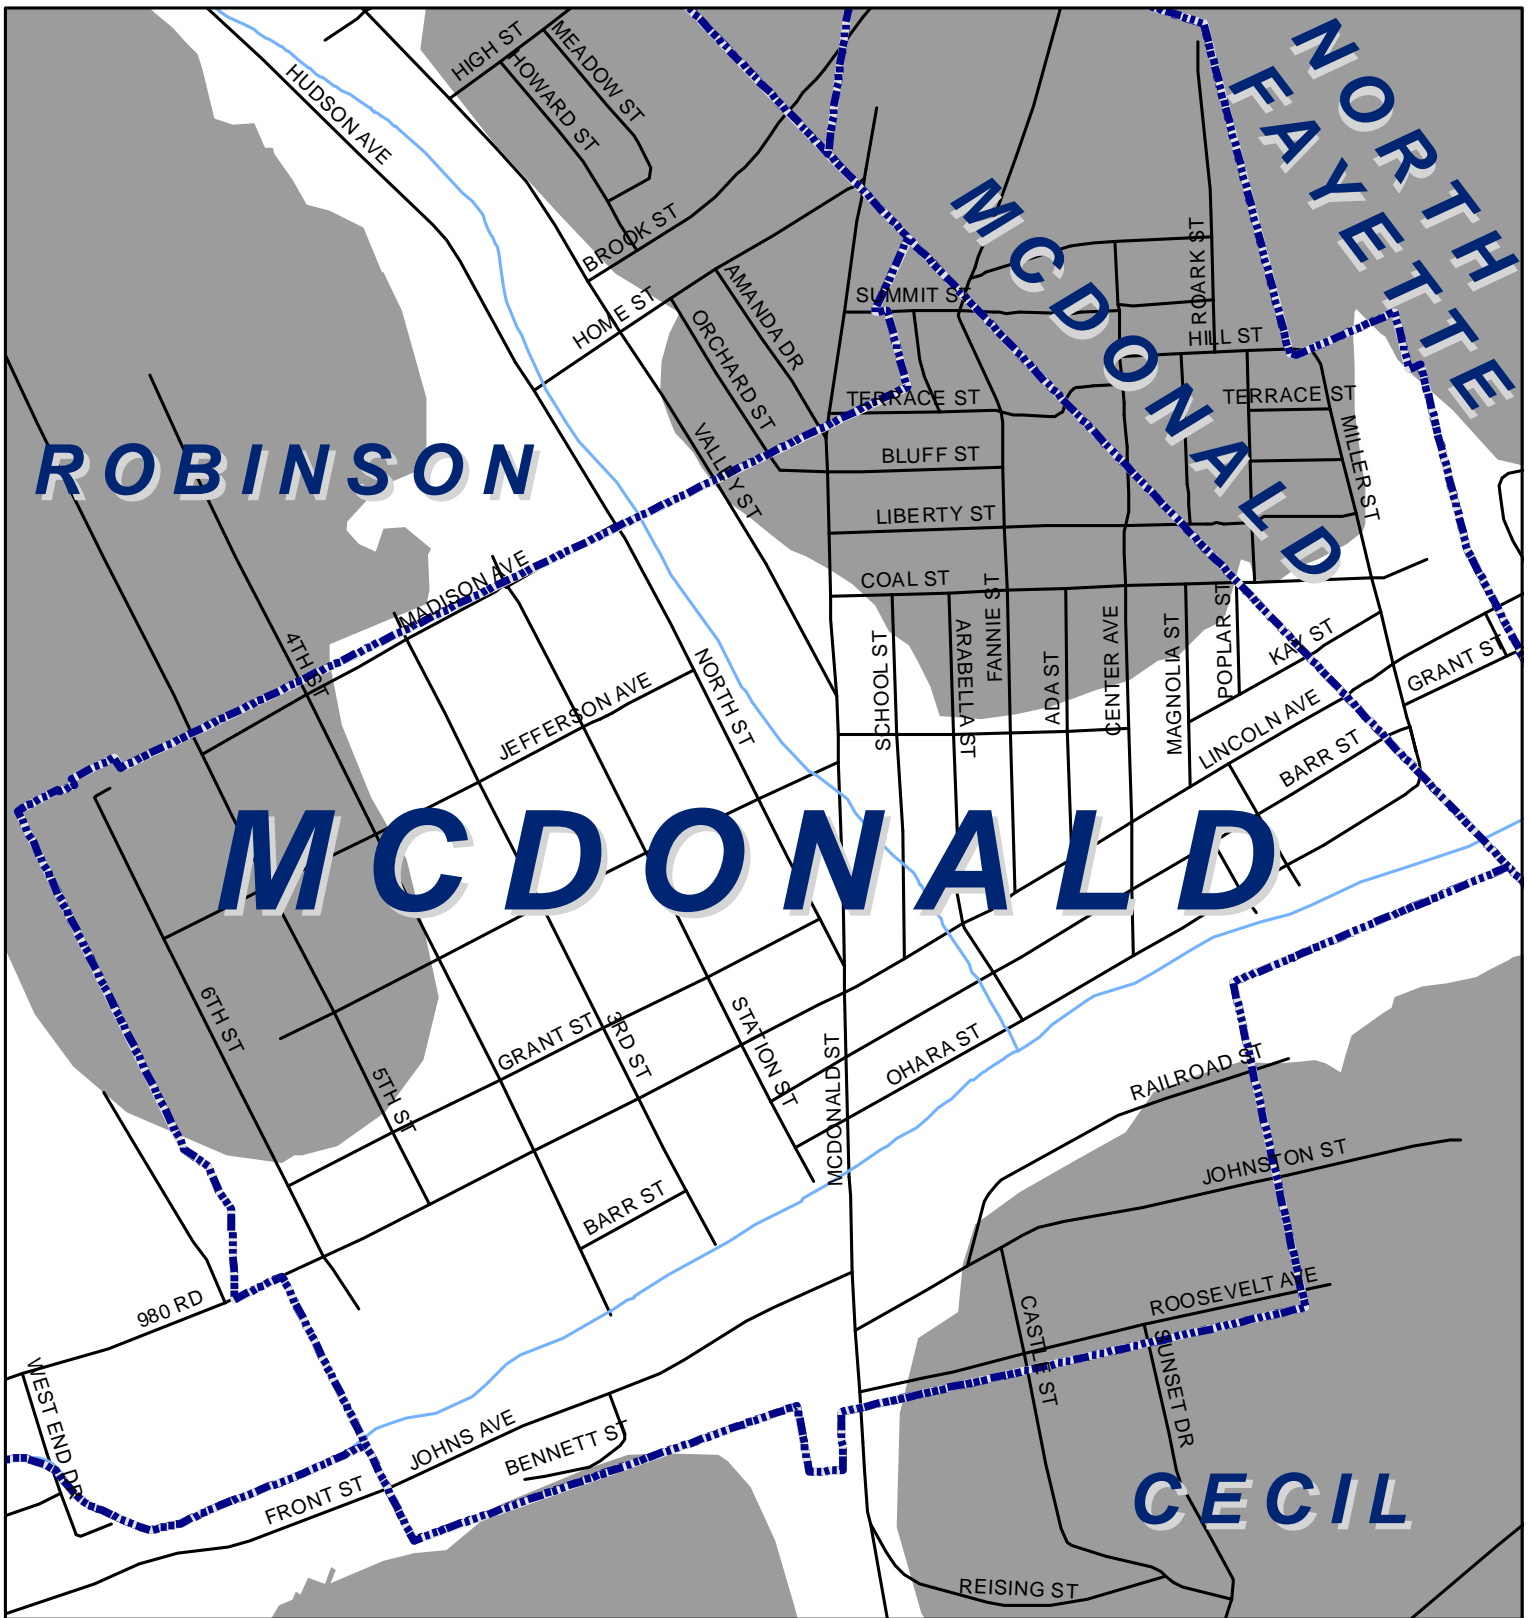 HIGH ST
MEADOW ST
HOWARD ST
HUDSON AVE
NORTH
FAYETTE
MCDONALD
BROOK ST
ROARK ST
AMANDA DR
HOME ST
SUMMIT ST
ORCHARD ST
HILL ST
TERRACE ST
TERRACE ST
MILLER ST
ROBINSON
VALLEY ST
BLUFF ST
LIBERTY ST
MADISON AVE
COAL ST
FANNIE ST
POPLAR ST
4TH ST
SCHOOL ST
ARABELLA ST
ADA ST
CENTER AVE
MAGNOLIA ST
KAY ST
GRANT ST
JEFFERSON AVE
NORTH ST
LINCOLN AVE
BARR ST
MCDONALD
6TH ST
GRANT ST
3RD ST
STATION ST
MCDONALD ST
OHARA ST
5TH ST
RAILROAD ST
JOHNSTON ST
BARR ST
980 RD
ROOSEVELT AVE
CASTLE ST
SUNSET DR
WEST END DR
JOHNS AVE
BENNETT ST
FRONT ST
CECIL
REISING ST